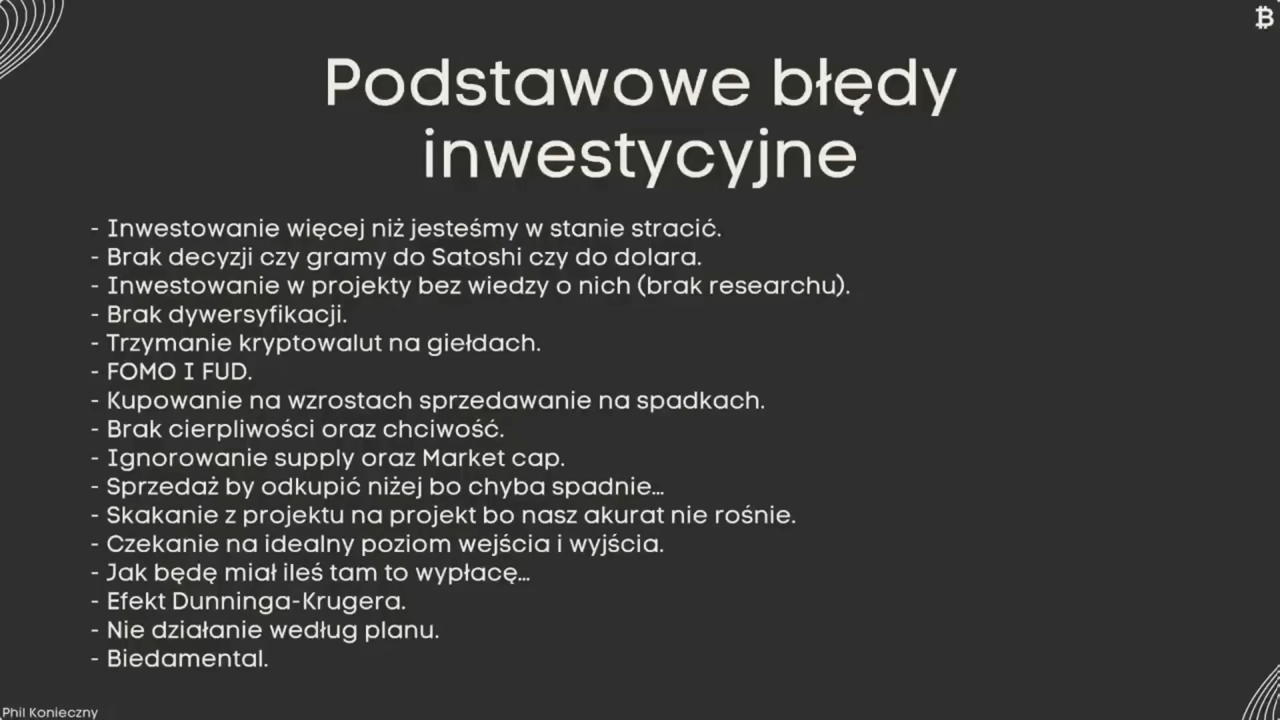 ₿
Podstawowe błędy
inwestycyjne
- Inwestowanie więcej niż jesteśmy w stanie stracić.
- Brak decyzji czy gramy do Satoshi czy do dolara.
- Inwestowanie w projekty bez wiedzy o nich (brak researchu).
- Brak dywersyfikacji.
- Trzymanie kryptowalut na giełdach.
- FOMO I FUD.
- Kupowanie na wzrostach sprzedawanie na spadkach.
- Brak cierpliwości oraz chciwość.
- Ignorowanie supply oraz Market cap.
- Sprzedaż by odkupić niżej bo chyba spadnie...
- Skakanie z projektu na projekt bo nasz akurat nie rośnie.
- Czekanie na idealny poziom wejścia i wyjścia.
- Jak będę miał ileś tam to wypłacę...
- Efekt Dunninga-Krugera.
- Nie działanie według planu.
- Biedamental.
Phil Konieczny